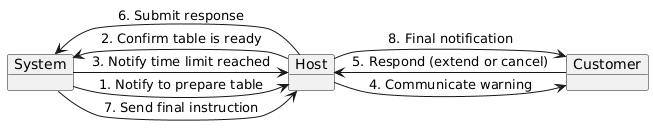 6. Submit response
2. Confirm table is ready
8. Final notification
System
3. Notify time limit reached
Host
5. Respond (extend or cancel)
Customer
1. Notify to prepare table
4. Communicate warning
7. Send final instruction